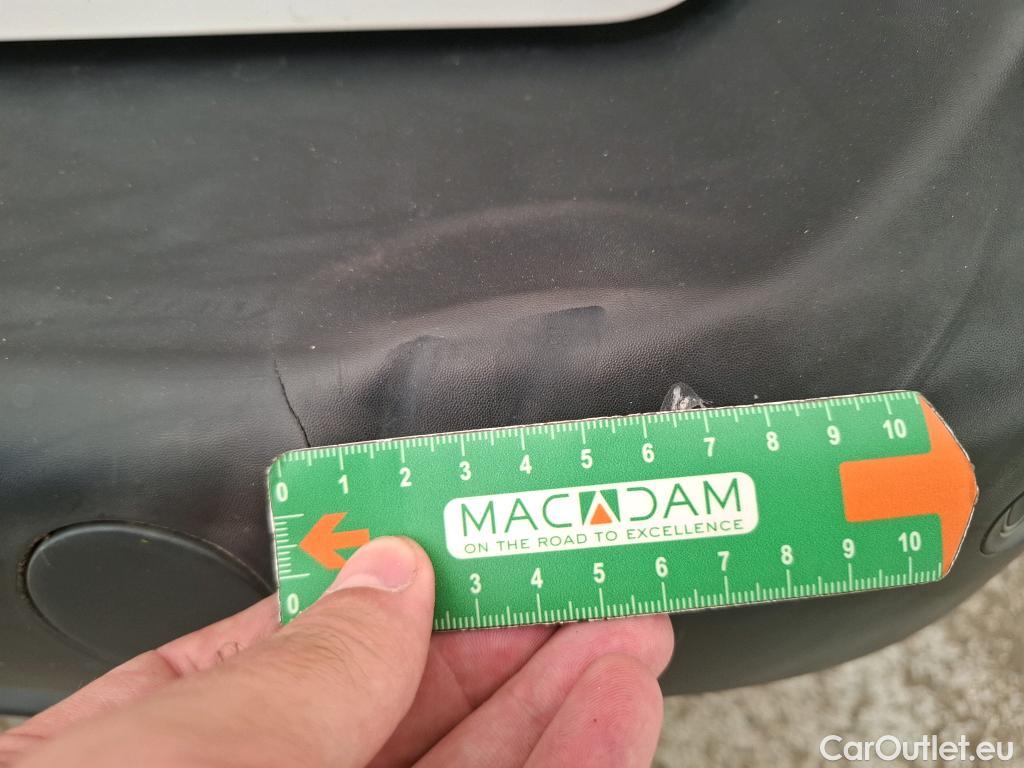 0 1 2 3 4 5 6 7 8 9 10
MACADAM
ON THE ROAD TO EXCELLENCE
0 3 4 5 6 7 8 9 10
CarOutlet.eu